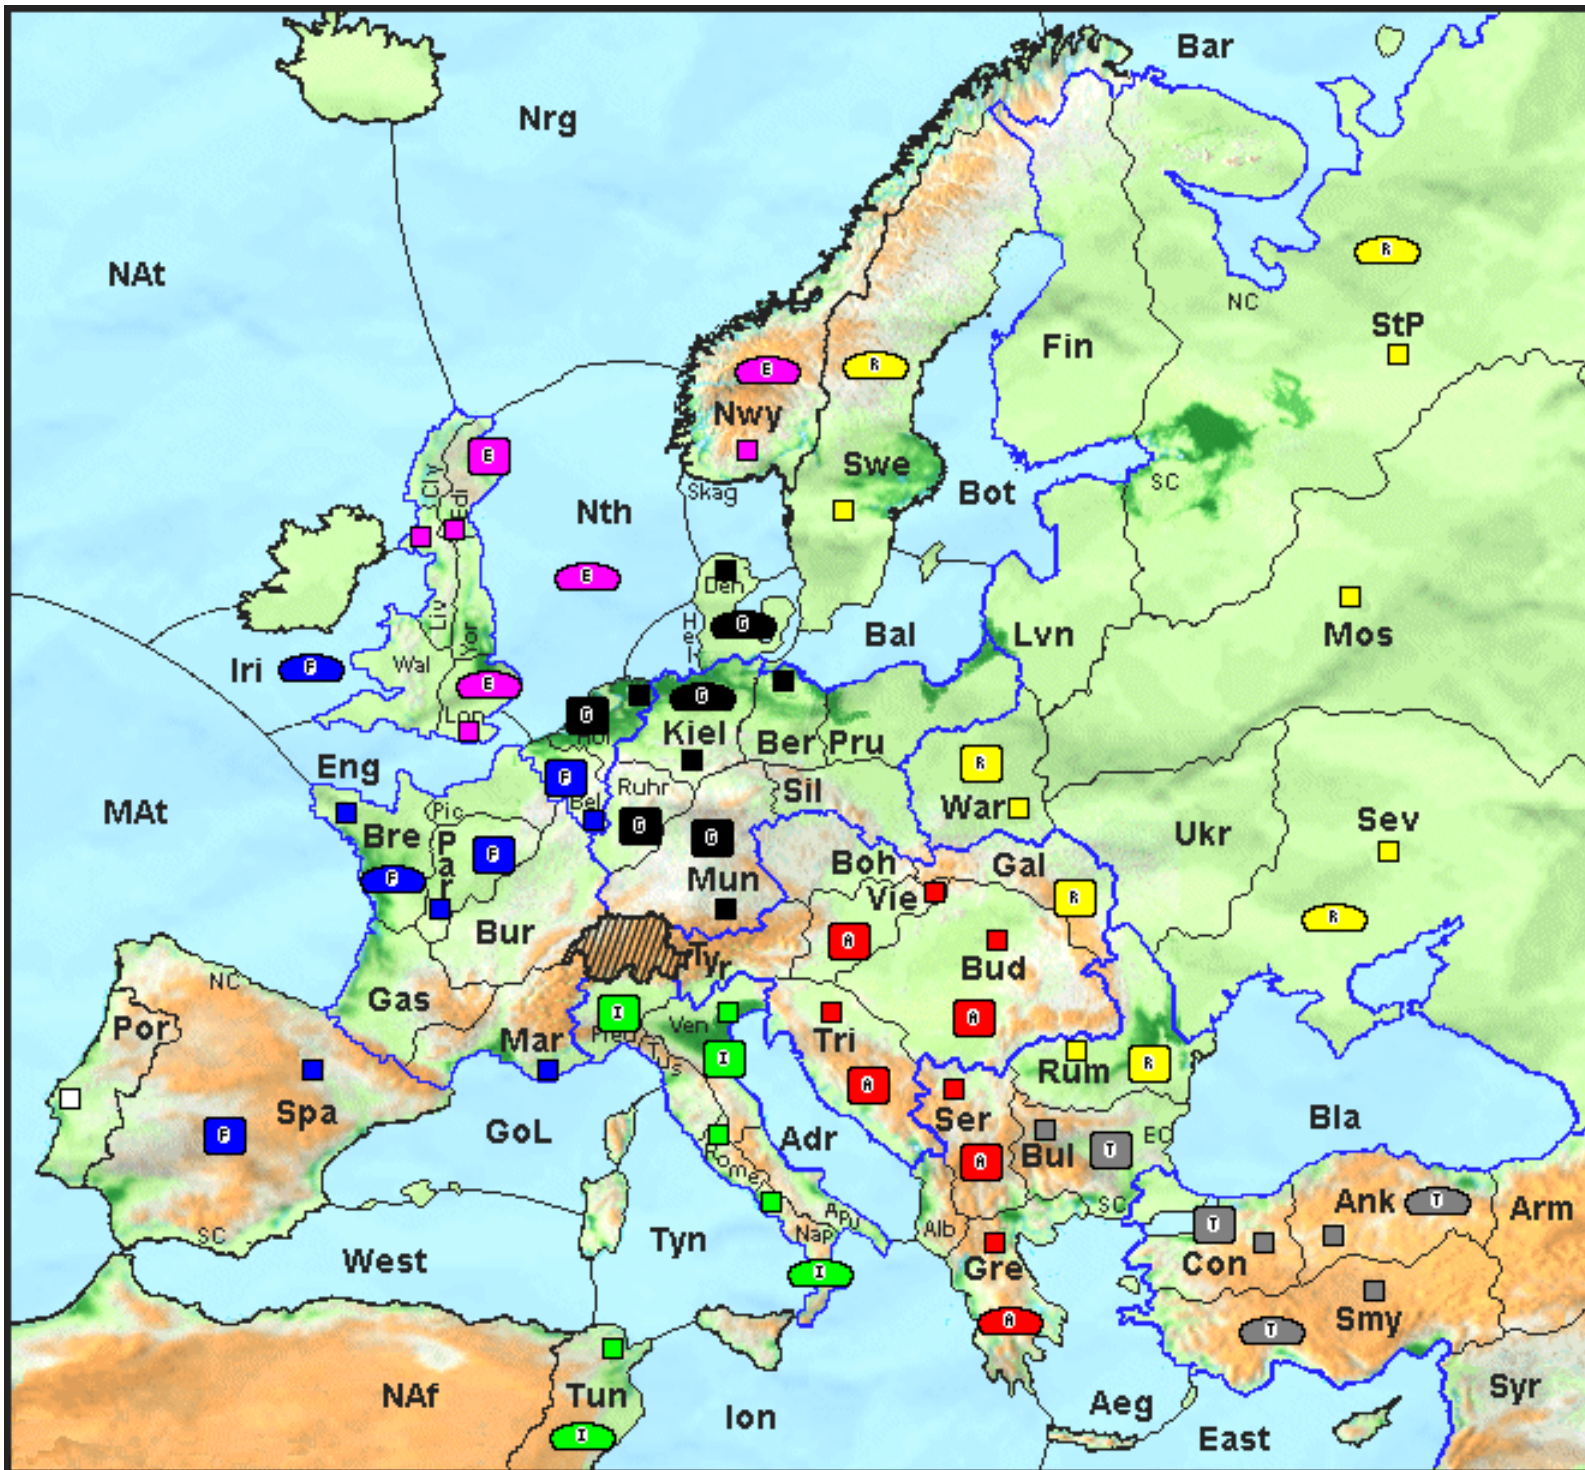 Bar
Nrg
NAt
R
NC
StP
Fin
E
R
Nwy
E
Swe
Cly
Edi
SC
Skag
Bot
Nth
E
Den
G
Hel
Bal
Lvn
Mos
Liv
Yor
Wal
Iri
F
E
Lon
G
Hol
G
Kiel
Ber
Pru
Eng
F
Bel
Ruhr
Sil
R
War
MAt
Pic
Bre
Par
F
G
G
Ukr
Sev
F
Mun
Boh
Gal
Vie
R
R
Bur
Tyr
A
Bud
NC
Gas
Por
I
Pied
Ven
Tus
Mar
Tri
A
I
Rum
R
A
Spa
F
GoL
Adr
Ser
Bul
T
EC
Bla
Rome
A
SC
SC
Apu
Nap
Alb
Ank
T
Arm
West
Tyn
Gre
T
Con
I
A
T
Smy
NAf
Tun
I
Ion
Aeg
East
Syr